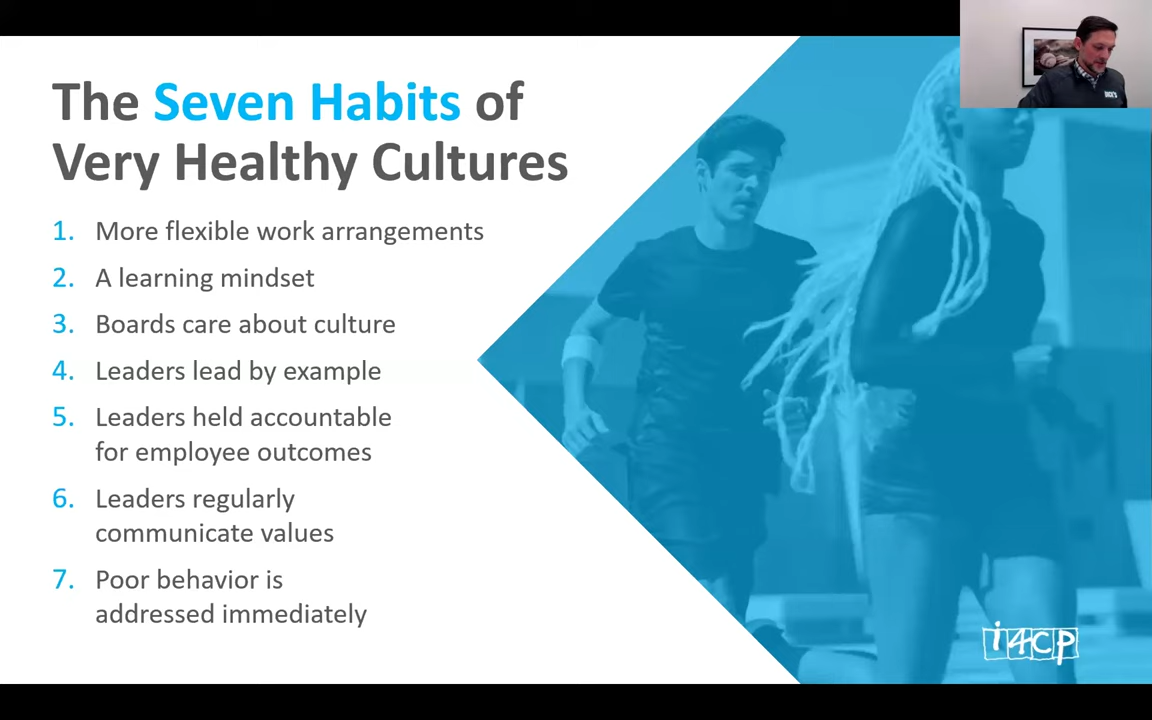 The Seven Habits of
Very Healthy Cultures
1. More flexible work arrangements
2. A learning mindset
3. Boards care about culture
4. Leaders lead by example
5. Leaders held accountable
for employee outcomes
6. Leaders regularly
communicate values
7. Poor behavior is
addressed immediately
DICK'S
i4cp